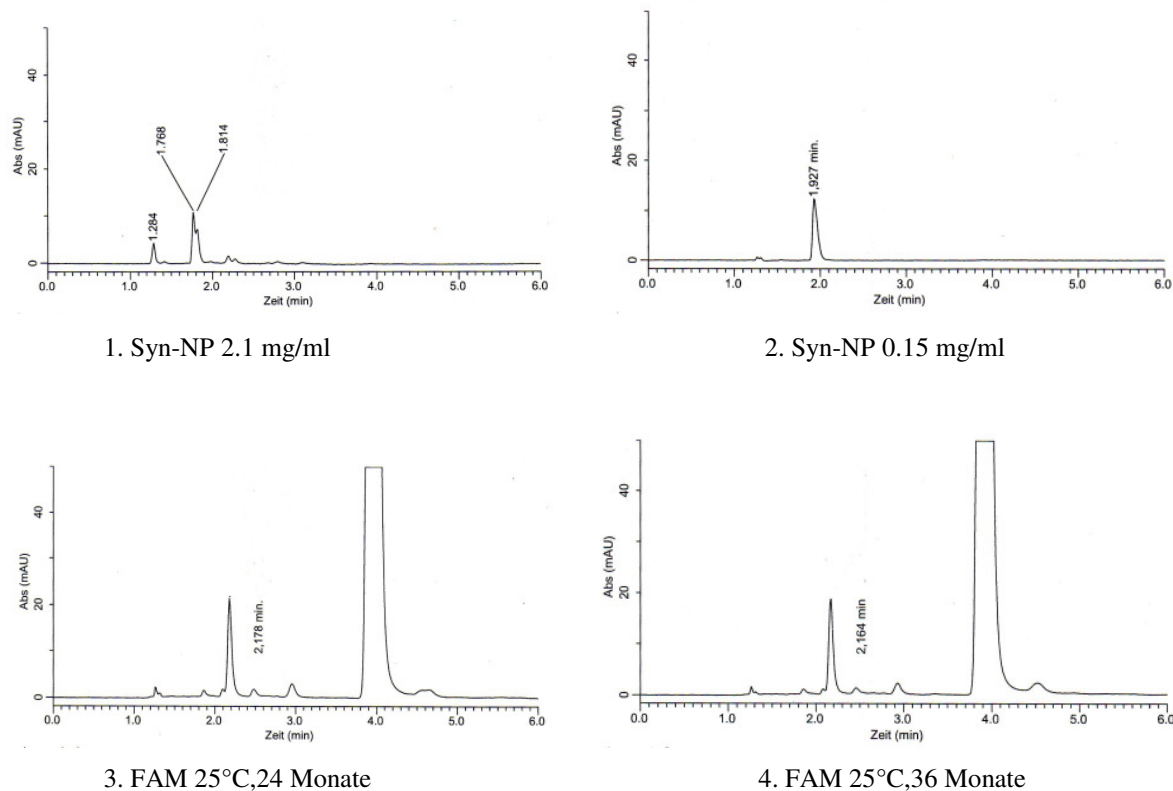 40
20
0
Abs (mAU)
1.284
1.768
1.814
0.0 1.0 2.0 3.0 4.0 5.0 6.0
Zeit (min)
1. Syn-NP 2.1 mg/ml
40
20
0
Abs (mAU)
1,927 min.
0.0 1.0 2.0 3.0 4.0 5.0 6.0
Zeit (min)
2. Syn-NP 0.15 mg/ml
40
20
0
Abs (mAU)
2,178 min.
0.0 1.0 2.0 3.0 4.0 5.0 6.0
Zeit (min)
3. FAM 25°C,24 Monate
40
20
0
Abs (mAU)
2,164 min
0.0 1.0 2.0 3.0 4.0 5.0 6.0
Zeit (min)
4. FAM 25°C,36 Monate